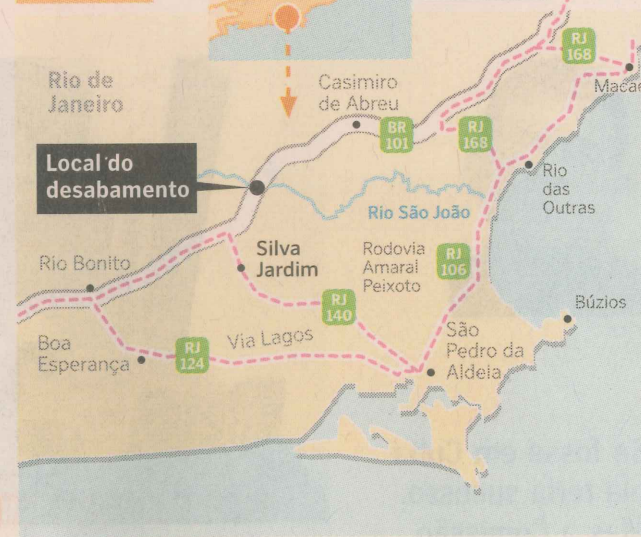 RJ
168
Rio de
Janeiro
Casimiro
de Abreu
Macaé
BR
101
RJ
168
Local do
desabamento
Rio
das
Outras
Rio São João
Silva
Jardim
Rodovia
Amaral
Peixoto
RJ
106
Rio Bonito
RJ
140
Búzios
Boa
Esperança
RJ
124
Via Lagos
São
Pedro da
Aldeia